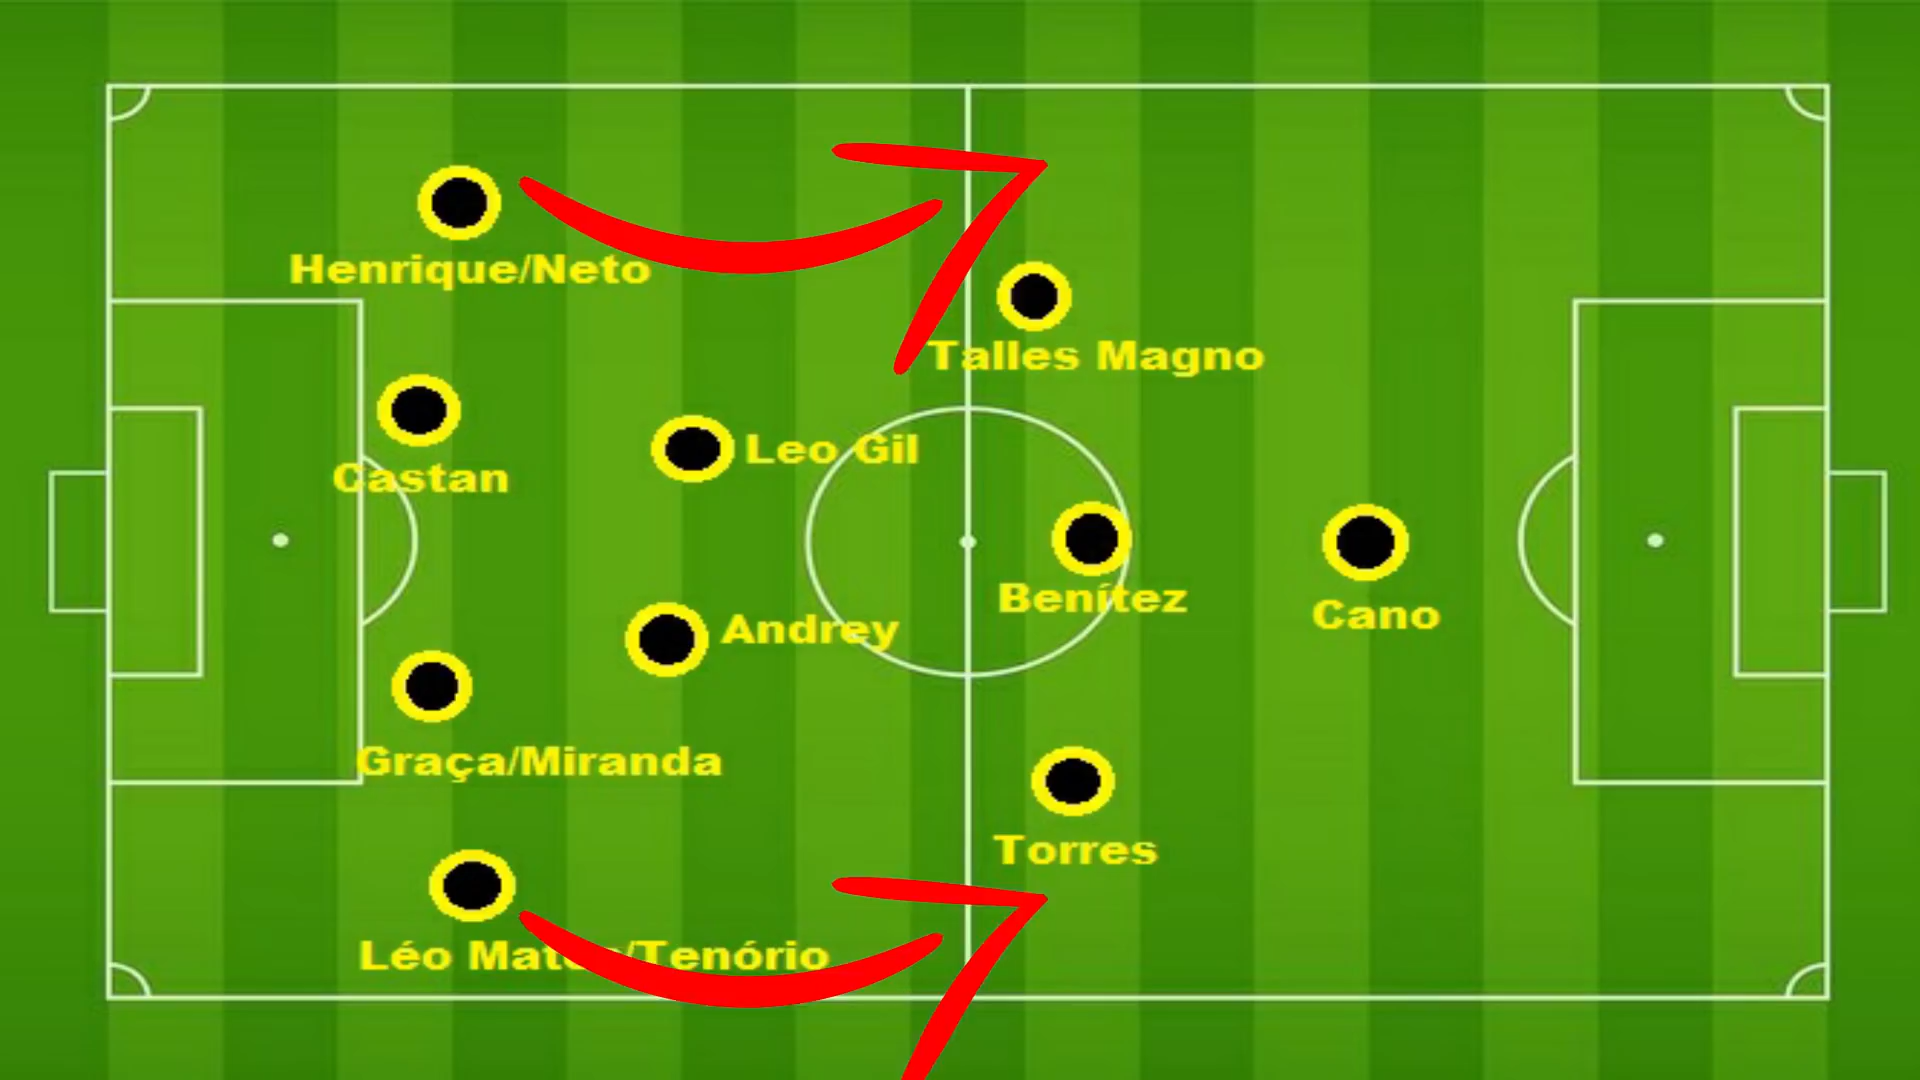 Henrique/Neto
Talles Magno
Leo Gil
Castan
Benítez
Cano
Andrey
Graça/Miranda
Torres
Léo /Tenório